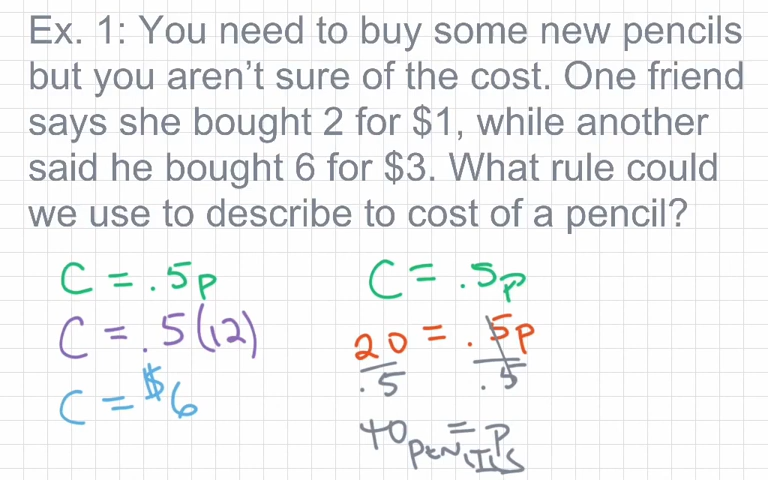 Ex. 1: You need to buy some new pencils
but you aren't sure of the cost. One friend
says she bought 2 for $1, while another
said he bought 6 for $3. What rule could
we use to describe to cost of a pencil?
C = .5p
C = .5(12)
C = $6
C = .5p
20 = .5p
.5 .5
40 = P
PENCILS